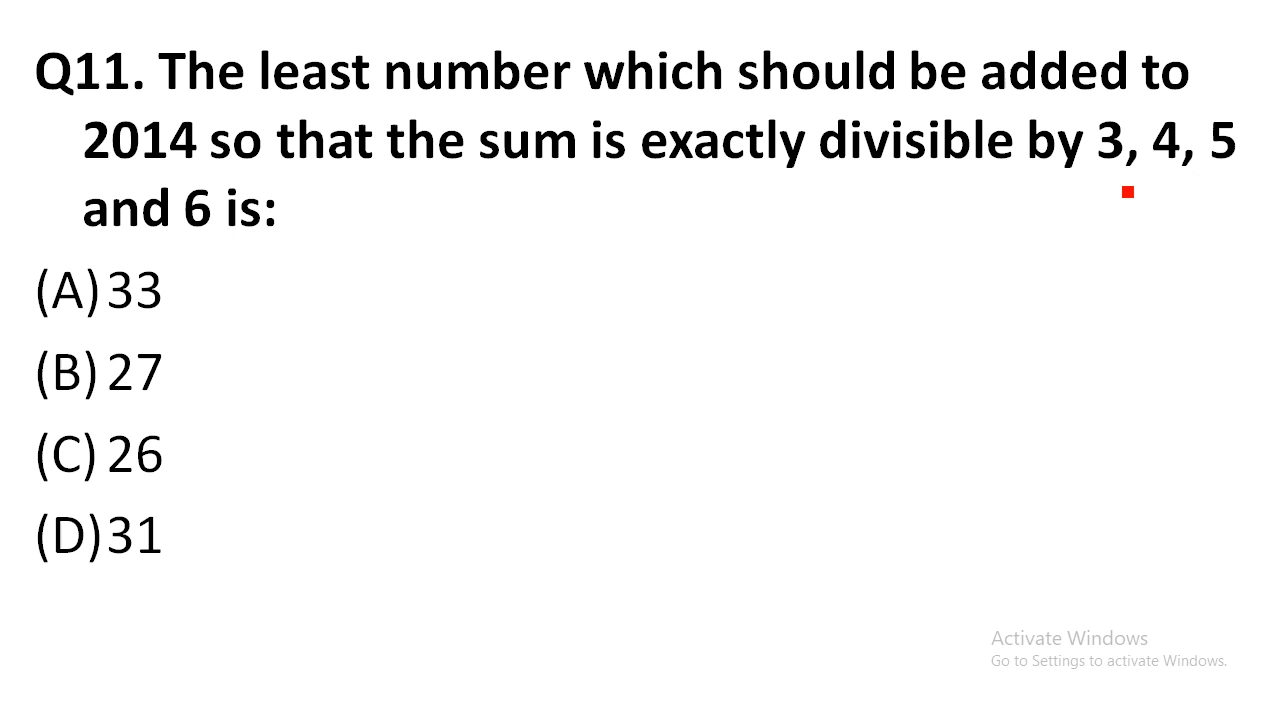 Q11. The least number which should be added to
2014 so that the sum is exactly divisible by 3, 4, 5
and 6 is:
(A) 33
(B) 27
(C) 26
(D) 31
Activate Windows
Go to Settings to activate Windows.